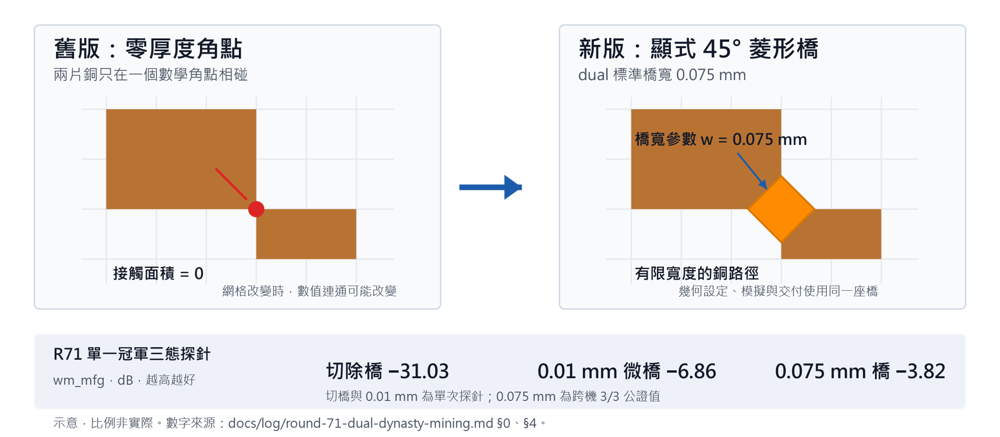 舊版：零厚度角點
兩片銅只在一個數學角點相碰
接觸面積 = 0
網格改變時，數值連通可能改變
新版：顯式 45° 菱形橋
dual 標準橋寬 0.075 mm
橋寬參數 w = 0.075 mm
有限寬度的銅路徑
幾何設定、模擬與交付使用同一座橋
R71 單一冠軍三態探針
wm_mfg，dB，越高越好
切除橋 −31.03
0.01 mm 微橋 −6.86
0.075 mm 橋 −3.82
切橋與 0.01 mm 為單次探針；0.075 mm 為跨機 3/3 公證值
示意，比例非實際。數字來源：docs/log/round-71-dual-dynasty-mining.md §0、§4。